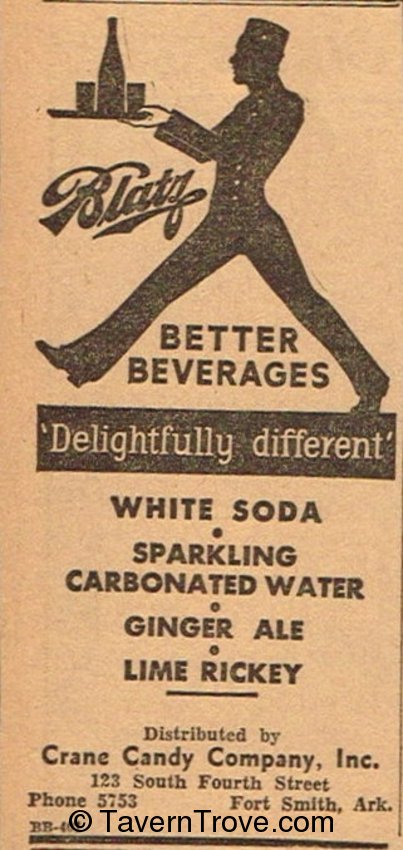 Blatz
BETTER
BEVERAGES
'Delightfully different'
WHITE SODA
•
SPARKLING
CARBONATED WATER
•
GINGER ALE
•
LIME RICKEY
Distributed by
Crane Candy Company, Inc.
123 South Fourth Street
Phone 5753 Fort Smith, Ark.
© TavernTrove.com